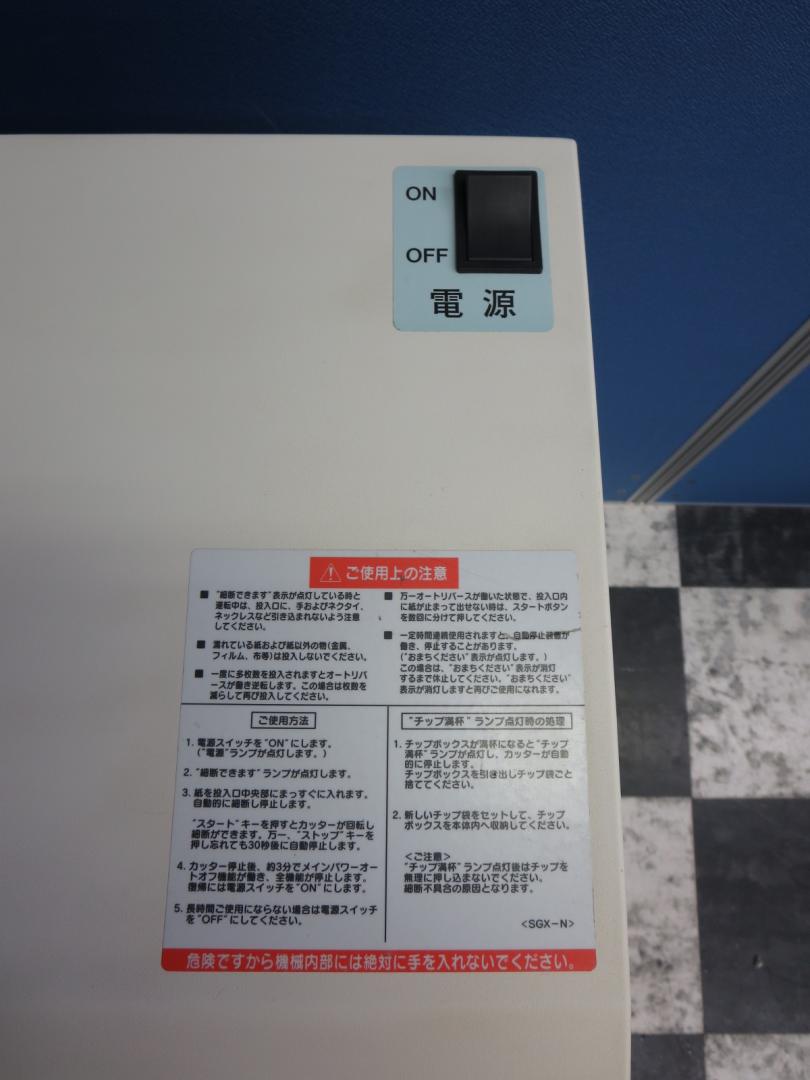 ON
OFF
電源
⚠ ご使用上の注意
■ "細断できます"表示が点灯している時と
運転中は、投入口に、手およびネクタイ、
ネックレスなど引き込まれないよう注意
してください。
■ 濡れている紙および紙以外の物(金属、
フィルム、布等)は投入しないでください。
■ 一度に多枚数を投入されますとオートリバ
ースが働き逆転します。この場合は枚数を
減らして再び投入してください。
■ 万一オートリバースが働いた状態で、投入口内
に紙が止まって出せない時は、スタートボタン
を数回に分けて押してください。
■ 一定時間連続使用されますと、自動停止装置が
働き、停止することがあります。
("おまちください"表示が点灯します。)
この場合は、"おまちください"表示が消灯
するまで休止してください。"おまちください"
表示が消灯しますと再びご使用になれます。
ご使用方法
1. 電源スイッチを"ON"にします。
("電源"ランプが点灯します。)
2. "細断できます"ランプが点灯します。
3. 紙を投入口中央部にまっすぐに入れます。
自動的に細断し停止します。
"スタート"キーを押すとカッターが回転し
細断ができます。万一、"ストップ"キーを
押し忘れても30秒後に自動停止します。
4. カッター停止後、約3分でメインパワーオー
トオフ機能が働き、全機能が停止します。
復帰には電源スイッチを"ON"にします。
5. 長時間ご使用にならない場合は電源スイッチ
を"OFF"にしてください。
"チップ満杯"ランプ点灯時の処理
1. チップボックスが満杯になると"チップ
満杯"ランプが点灯し、カッターが自動
的に停止します。
チップボックスを引き出しチップ袋ごと
捨ててください。
2. 新しいチップ袋をセットして、チップ
ボックスを本体内へ収納してください。
<ご注意>
"チップ満杯"ランプ点灯後はチップを
無理に押し込まないでください。
細断不具合の原因となります。
<SGX-N>
危険ですから機械内部には絶対に手を入れないでください。